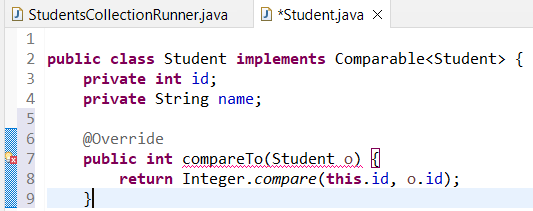 StudentsCollectionRunner.java *Student.java
1
2 public class Student implements Comparable<Student> {
3 private int id;
4 private String name;
5
6 @Override
7 public int compareTo(Student o) {
8 return Integer.compare(this.id, o.id);
9 }